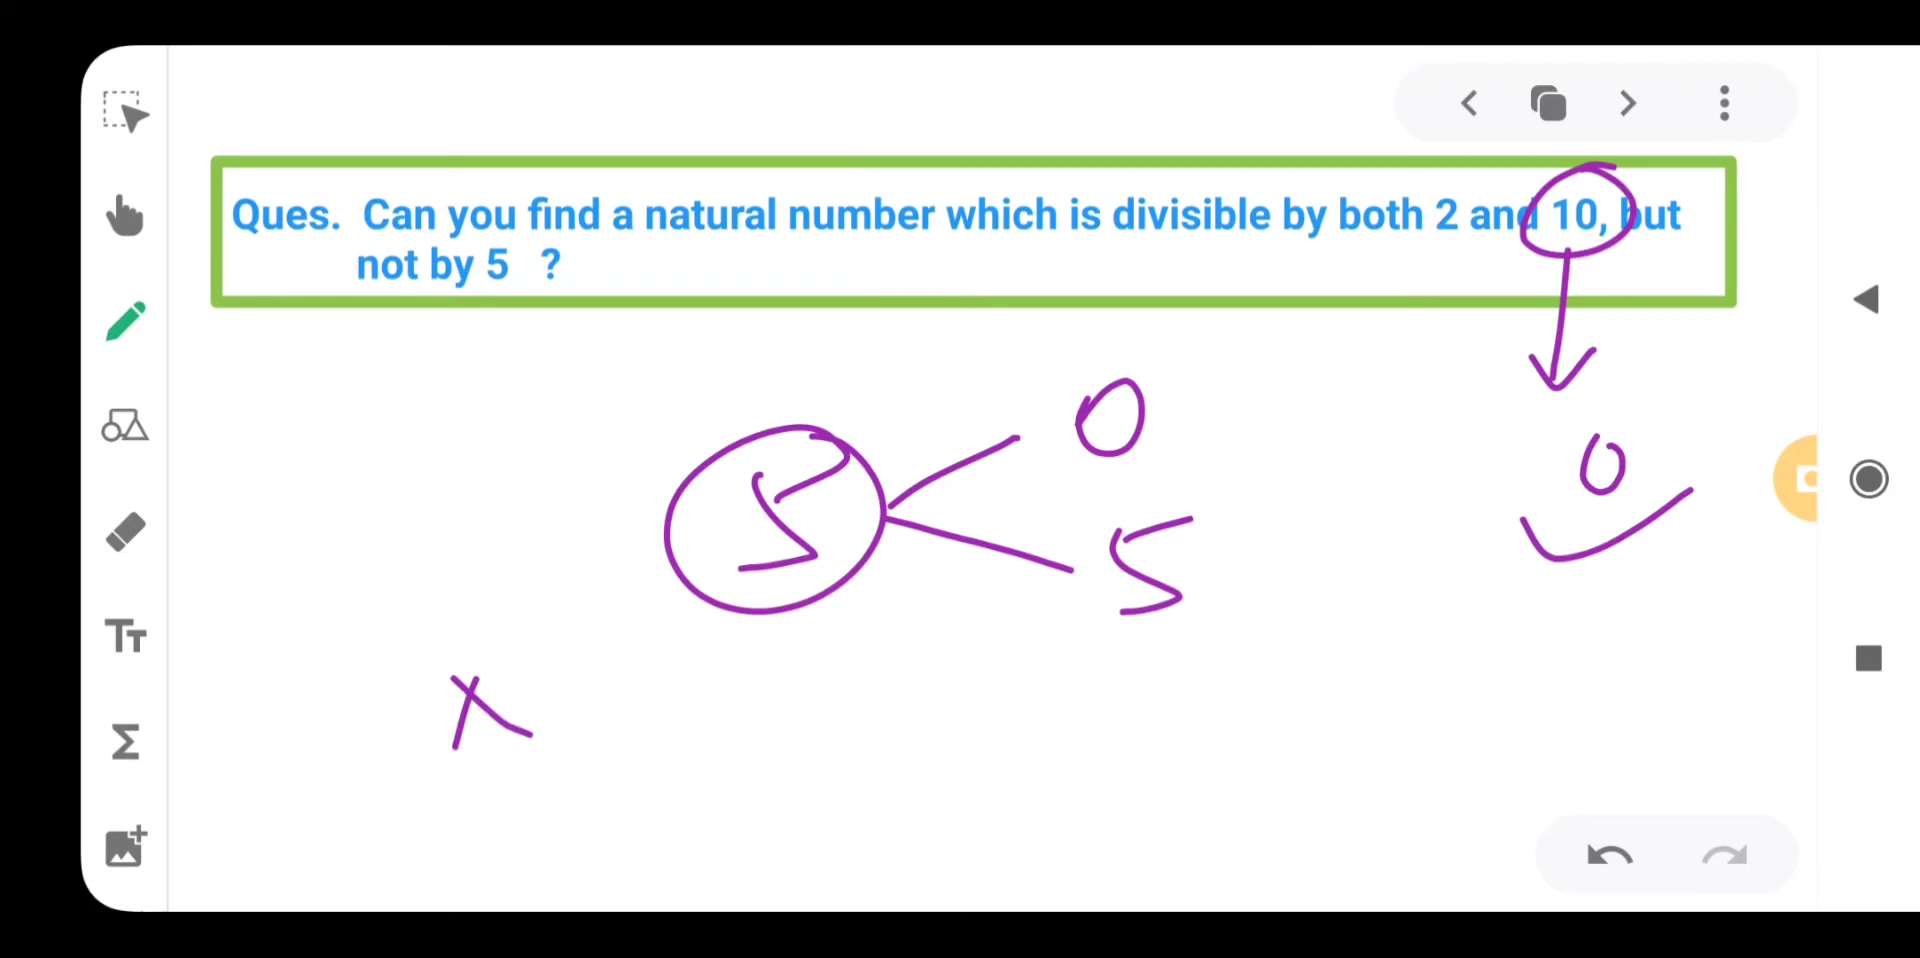 Ques. Can you find a natural number which is divisible by both 2 and 10, but
not by 5 ?
0
0
5
5
x
Tт
Σ